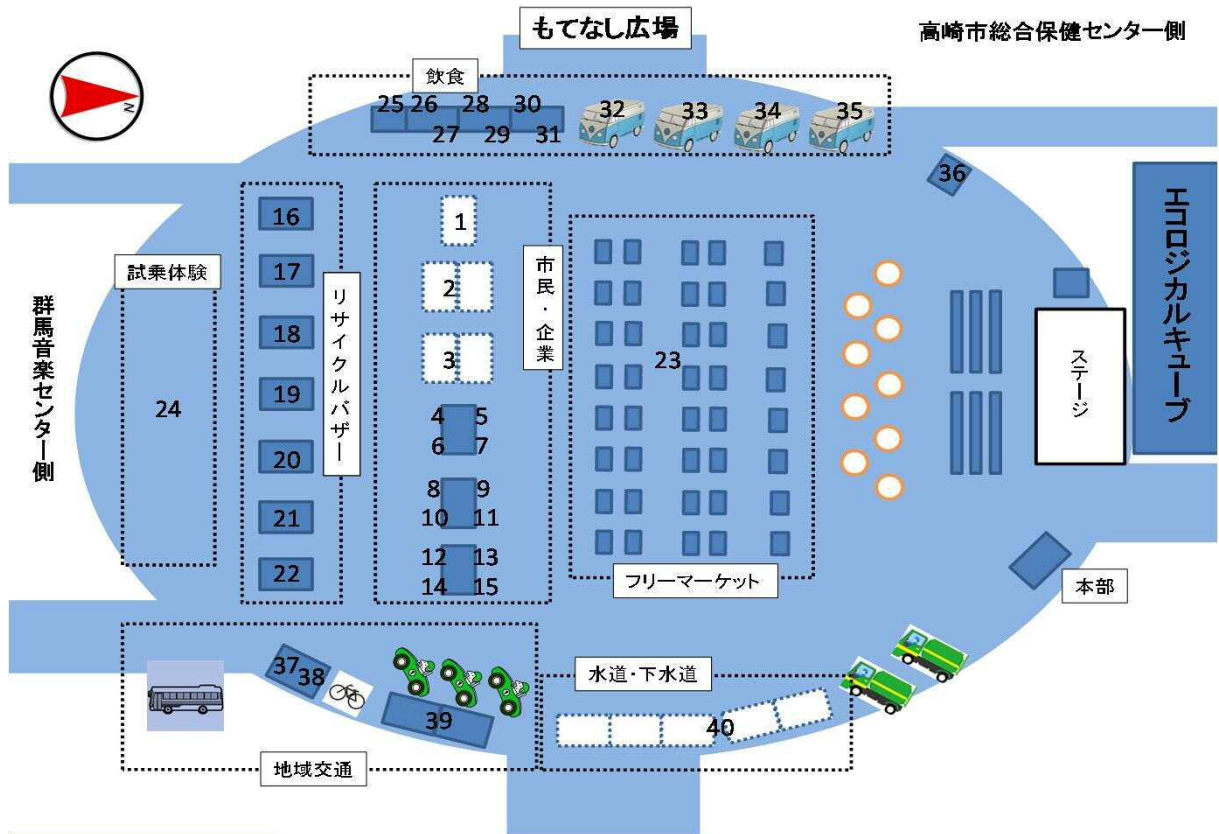 もてなし広場
高崎市総合保健センター側
飲食
25 26 28 30
27 29 31
32 33 34 35
36
N
エコロジカルキューブ
ステージ
本部
群馬音楽センター側
試乗体験
24
リサイクルバザー
16
17
18
19
20
21
22
市民・企業
1
2
3
4 5
6 7
8 9
10 11
12 13
14 15
23
フリーマーケット
37
38
39
地域交通
水道・下水道
40